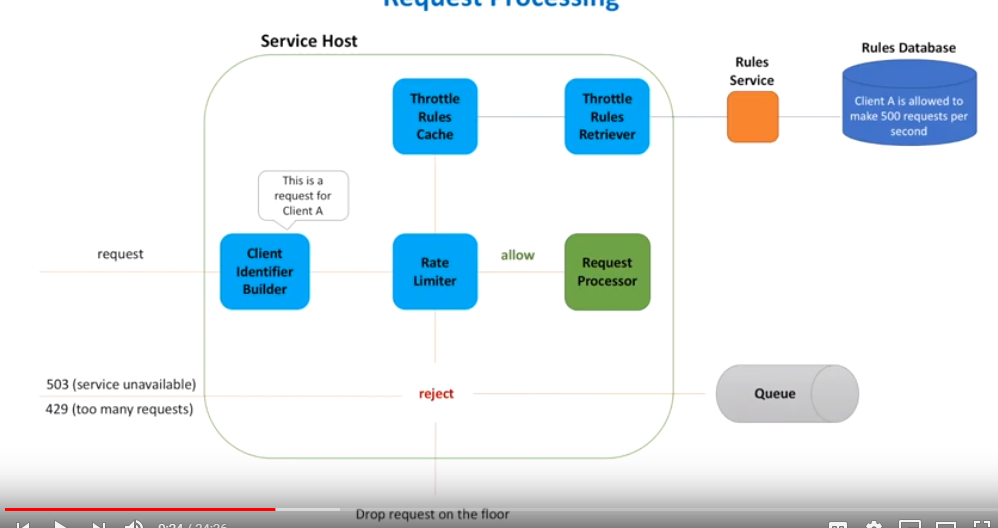 Request Processing
Service Host
Rules Database
Rules
Service
Throttle
Rules
Cache
Throttle
Rules
Retriever
Client A is allowed to
make 500 requests per
second
This is a
request for
Client A
request
Client
Identifier
Builder
Rate
Limiter
allow
Request
Processor
503 (service unavailable)
429 (too many requests)
reject
Queue
Drop request on the floor